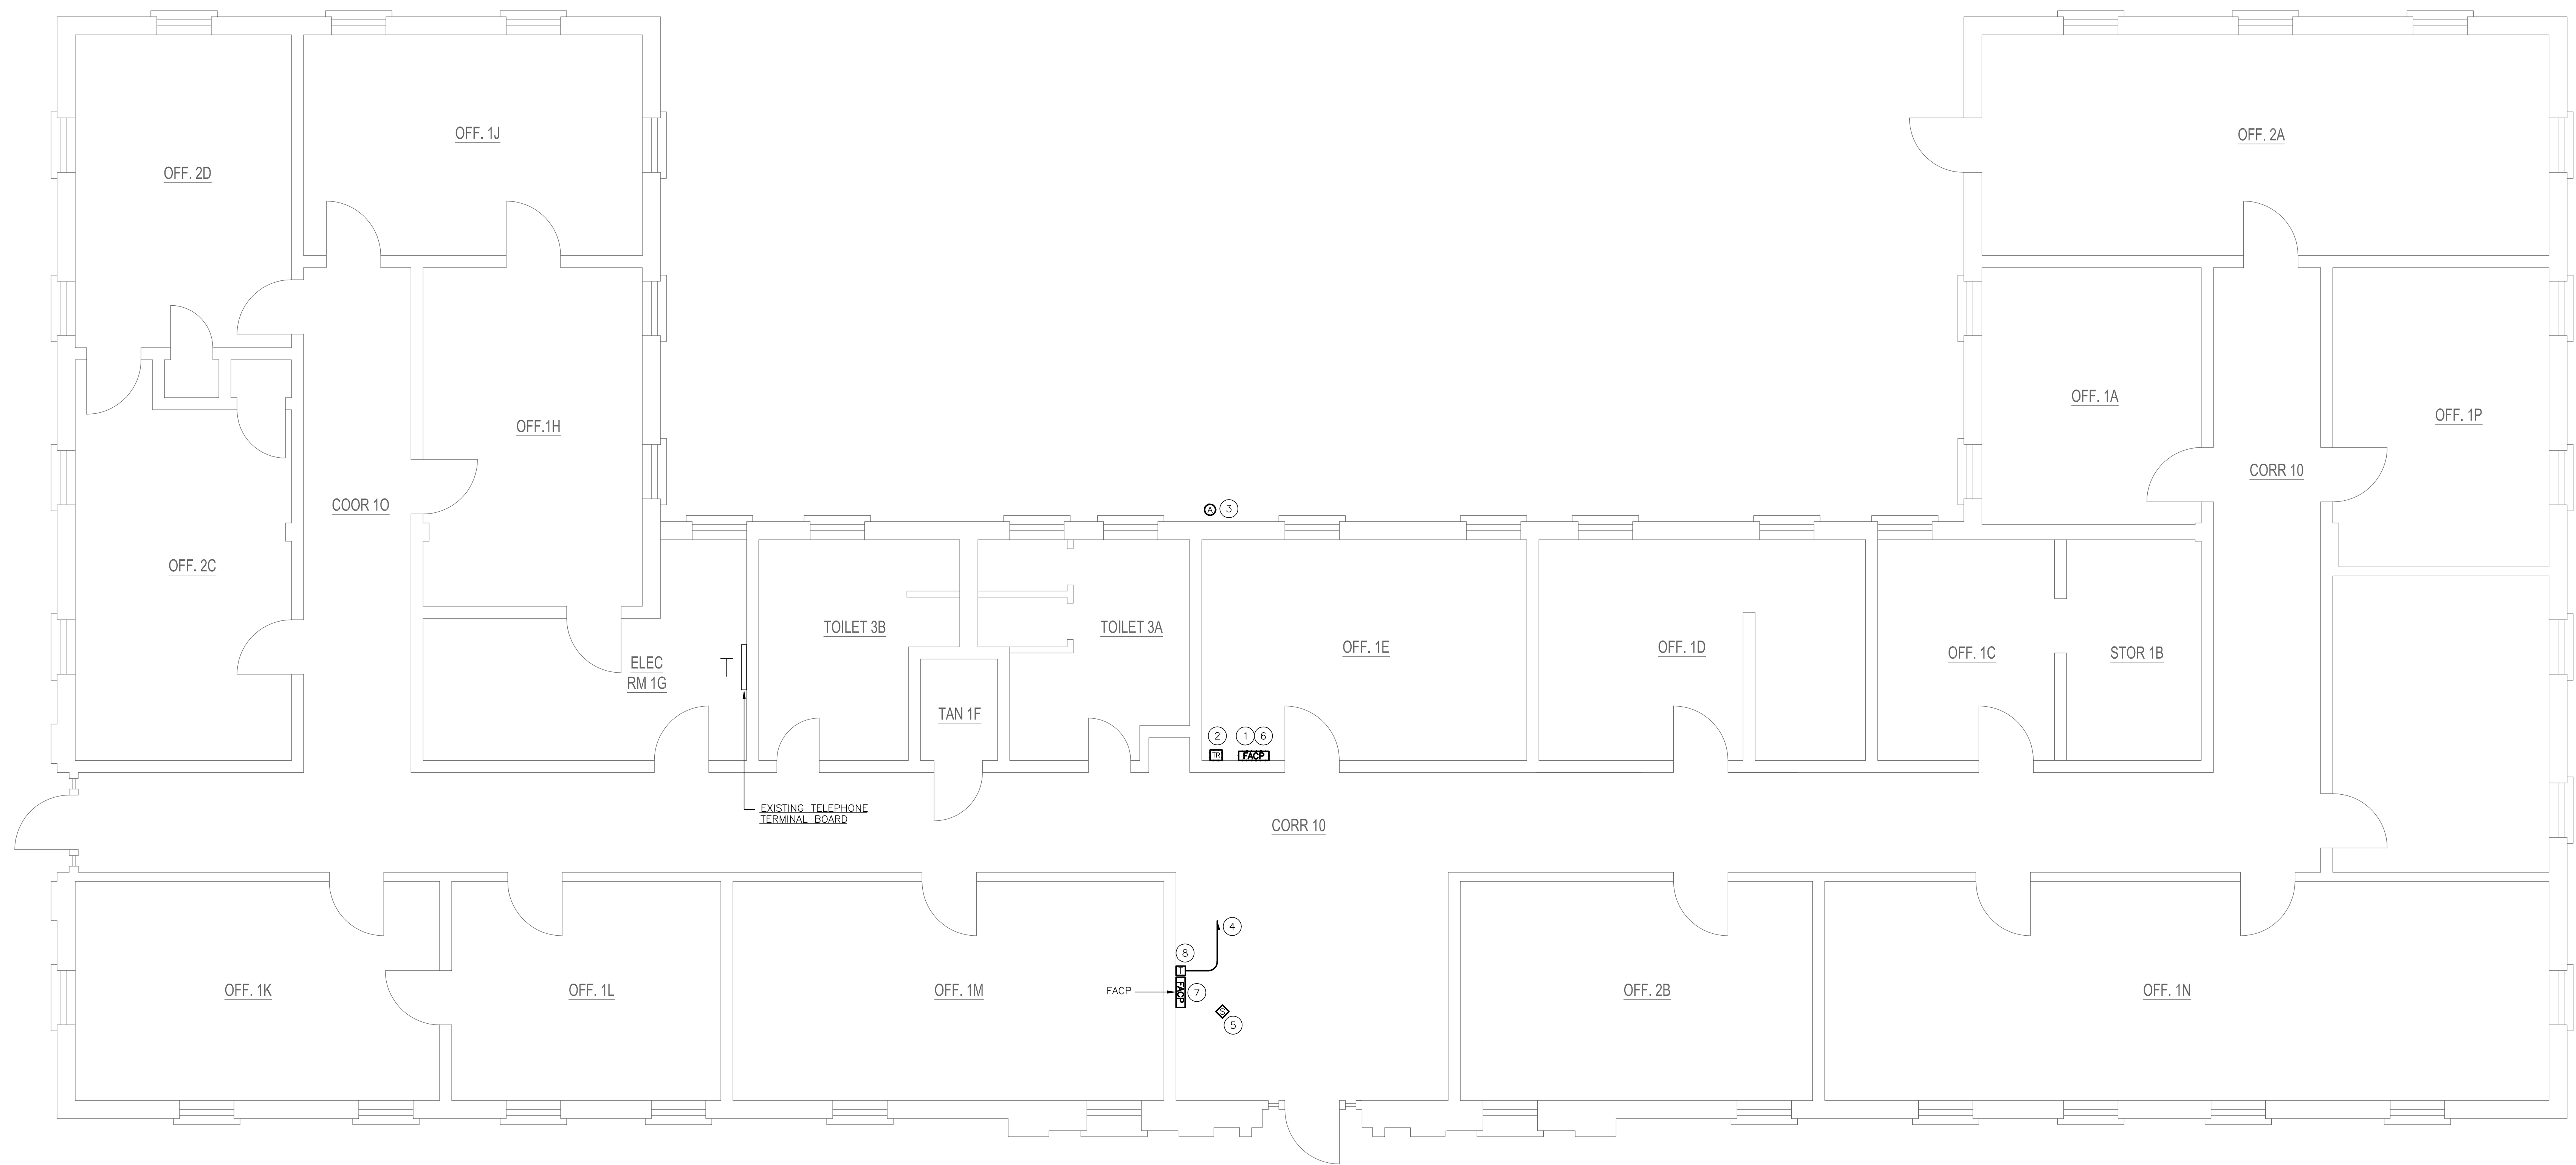 OFF. 1J
OFF. 2A
OFF. 2D
OFF. 1A
OFF. 1P
OFF.1H
CORR 10
COOR 1O
A 3
OFF. 2C
TOILET 3B
TOILET 3A
OFF. 1E
OFF. 1D
OFF. 1C
STOR 1B
ELEC
RM 1G
T
TAN 1F
2 1 6
TR FACP
EXISTING TELEPHONE
TERMINAL BOARD
CORR 10
4
8
T
OFF. 1K
OFF. 1L
OFF. 1M
FACP
FACP
7
OFF. 2B
OFF. 1N
S
5